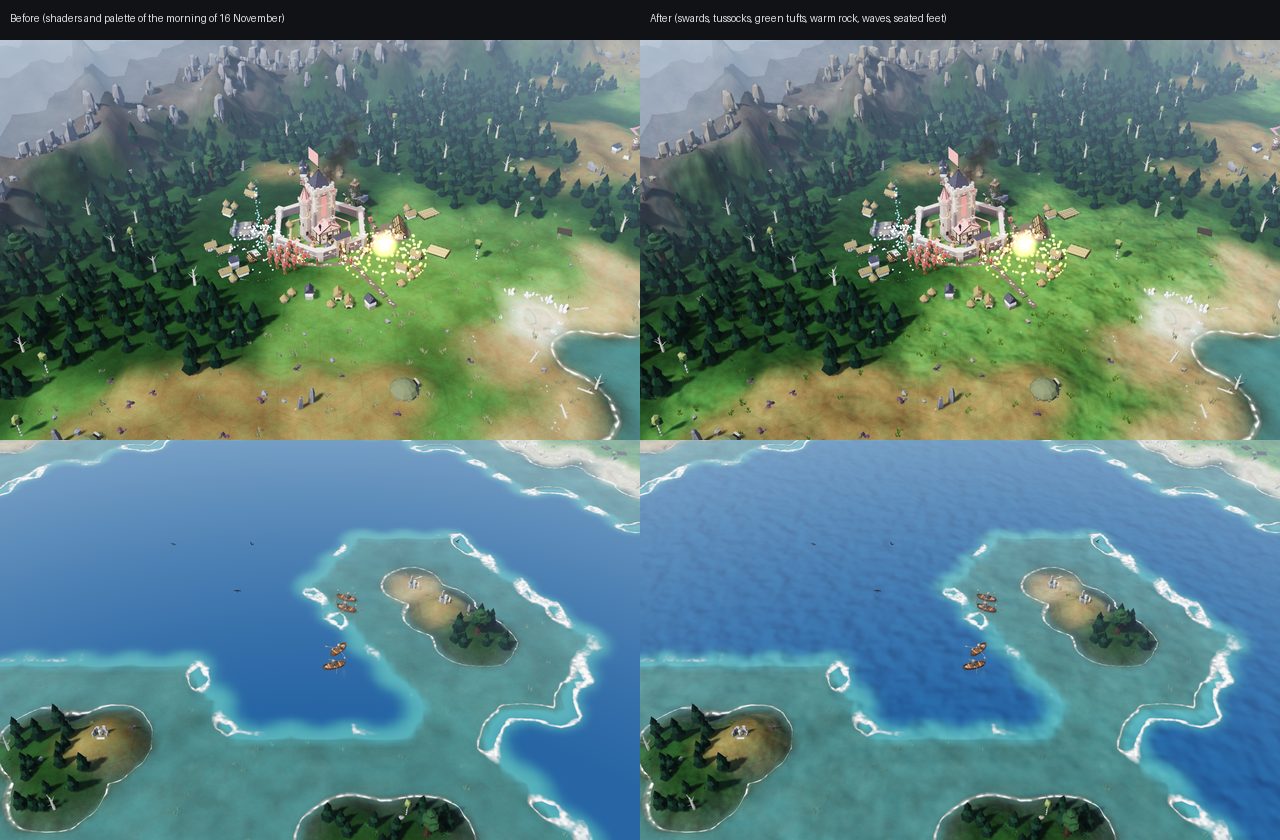 Before (shaders and palette of the morning of 16 November)
After (swards, tussocks, green tufts, warm rock, waves, seated feet)